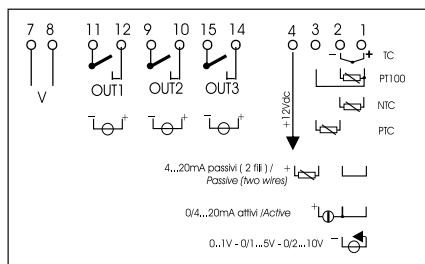 7 8 11 12 9 10 15 14 4 3 2 1
− + TC
OUT1 OUT2 OUT3
PT100
V
NTC
− + − + − +
+12Vdc
PTC
4...20mA passivi ( 2 fili ) / +
Passive (two wires)
0/4...20mA attivi /Active +
0..1V - 0/1...5V - 0/2...10V −